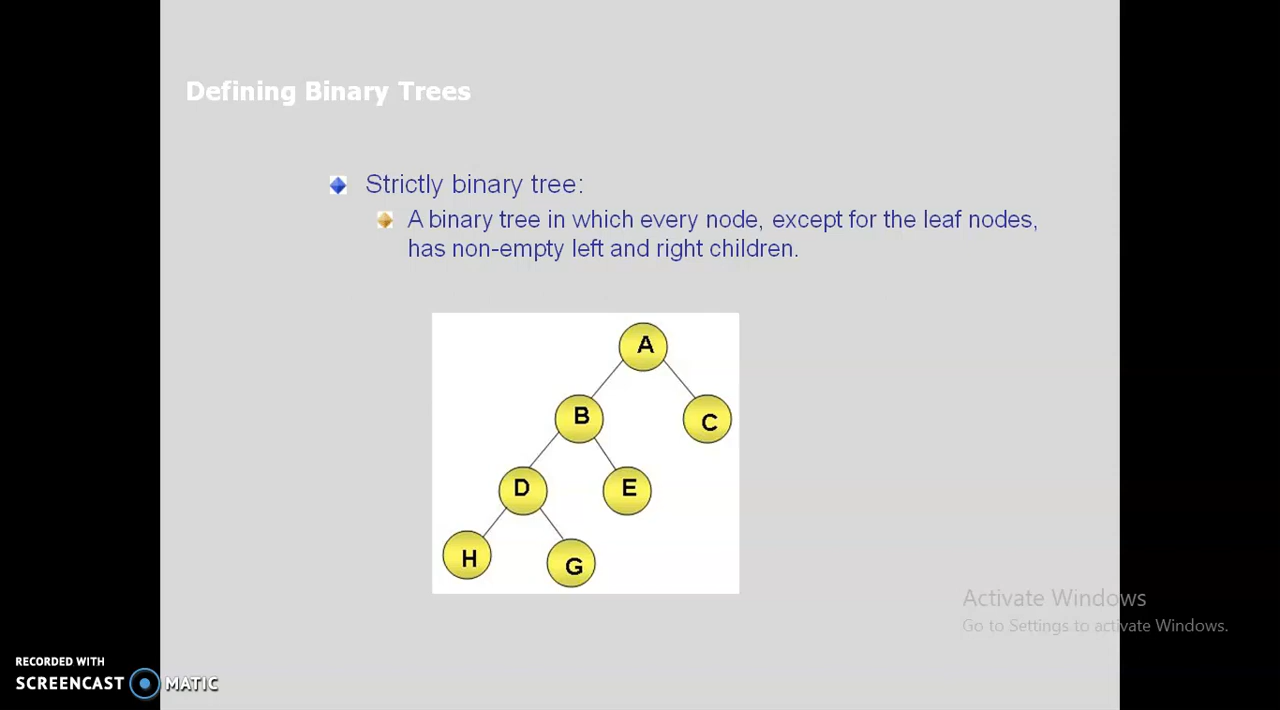 Defining Binary Trees
Strictly binary tree:
A binary tree in which every node, except for the leaf nodes,
has non-empty left and right children.
A
B
C
D
E
H
G
Activate Windows
Go to Settings to activate Windows.
RECORDED WITH
SCREENCAST MATIC